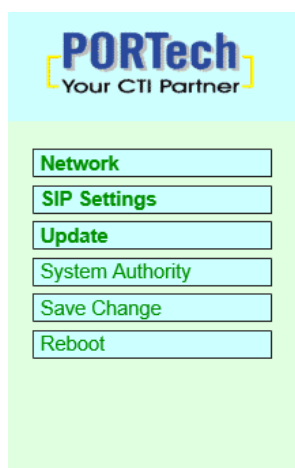 PORTech
Your CTI Partner
Network
SIP Settings
Update
System Authority
Save Change
Reboot